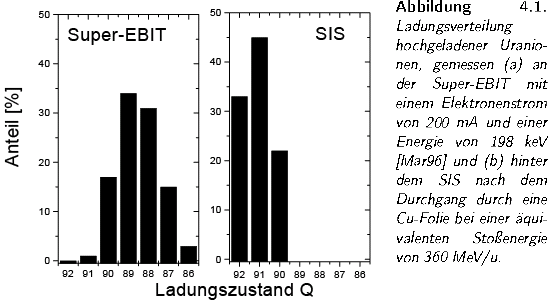 Super-EBIT
SIS
Anteil [%]
50
40
30
20
10
0
50
40
30
20
10
0
92 91 90 89 88 87 86
92 91 90 89 88 87 86
Ladungszustand Q
Abbildung 4.1.
Ladungsverteilung
hochgeladener Uranio-
nen, gemessen (a) an
der Super-EBIT mit
einem Elektronenstrom
von 200 mA und einer
Energie von 198 keV
[Mar96] und (b) hinter
dem SIS nach dem
Durchgang durch eine
Cu-Folie bei einer äqui-
valenten Stoßenergie
von 360 MeV/u.